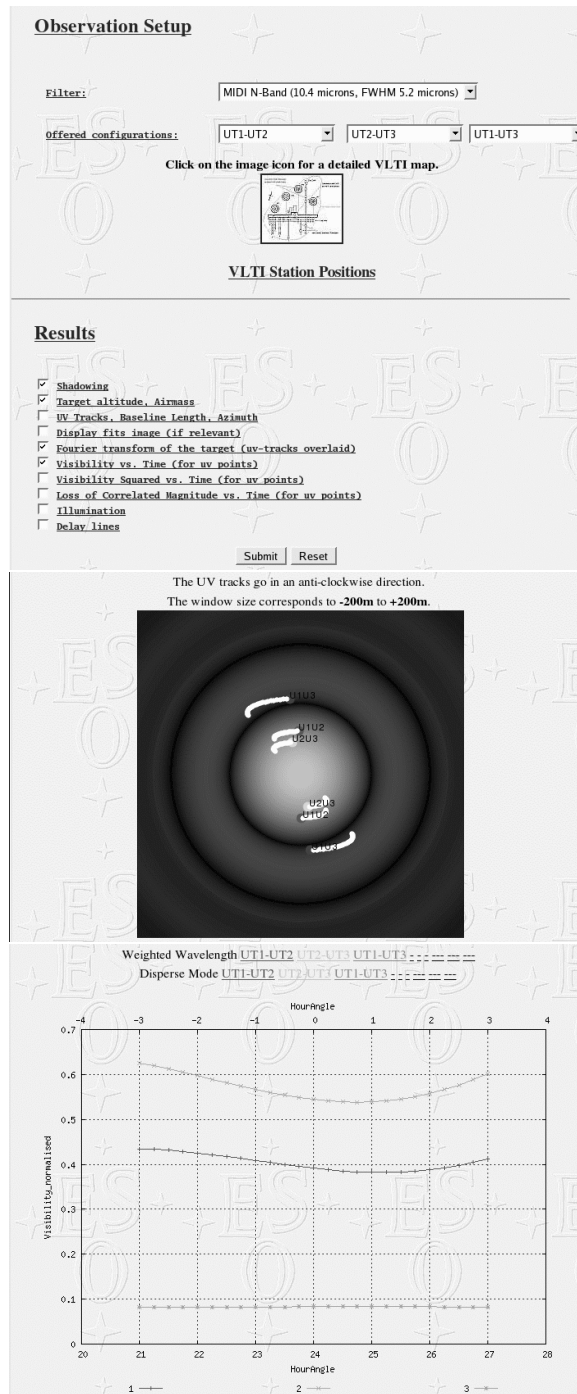 Observation Setup
Filter: MIDI N-Band (10.4 microns, FWHM 5.2 microns)
Offered configurations: UT1-UT2 UT2-UT3 UT1-UT3
Click on the image icon for a detailed VLTI map.
VLTI Station Positions
Results
Shadowing
Target altitude, Airmass
UV Tracks, Baseline Length, Azimuth
Display fits image (if relevant)
Fourier transform of the target (uv-tracks overlaid)
Visibility vs. Time (for uv points)
Visibility Squared vs. Time (for uv points)
Loss of Correlated Magnitude vs. Time (for uv points)
Illumination
Delay lines
Submit Reset
The UV tracks go in an anti-clockwise direction.
The window size corresponds to -200m to +200m.
U1U3
U1U2
U2U3
U2U3
U1U2
U1U3
Weighted Wavelength UT1-UT2 UT2-UT3 UT1-UT3 - - - --- --- ---
Disperse Mode UT1-UT2 UT2-UT3 UT1-UT3 - - - --- --- ---
HourAngle
-4 -3 -2 -1 0 1 2 3 4
0.7
0.6
0.5
0.4
Visibility_normalised
0.3
0.2
0.1
0
20 21 22 23 24 25 26 27 28
HourAngle
1 2 3